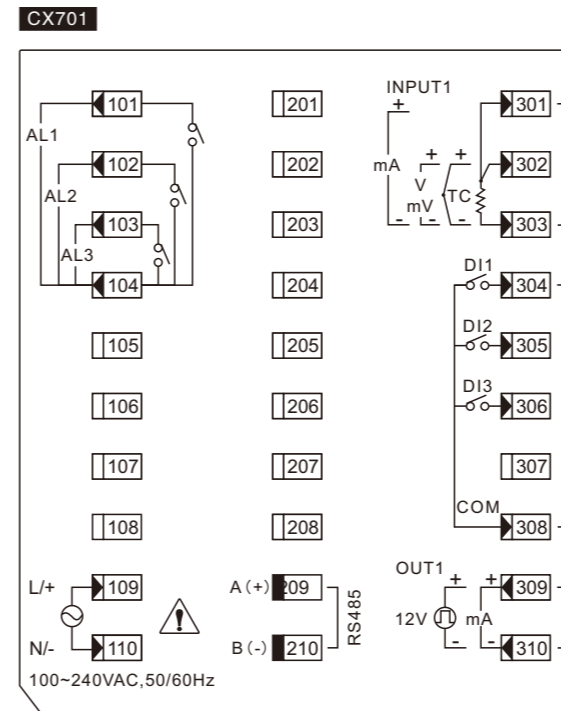 CX701
INPUT1
101 201 + 301
AL1
102 202 mA + + 302
AL2 V TC
mV
103 203 - - - 303
AL3
DI1
104 204 304
DI2
105 205 305
DI3
106 206 306
107 207 307
COM
108 208 308
OUT1
L/+ 109 A(+) 209 + + 309
12V mA
RS485
N/- 110 B(-) 210 - - 310
100~240VAC,50/60Hz